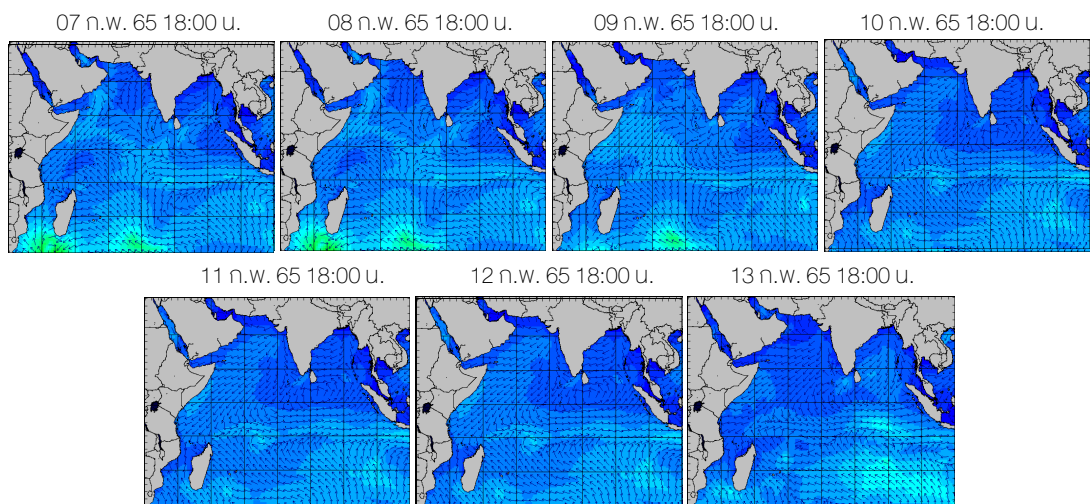 07 ก.พ. 65 18:00 น.
08 ก.พ. 65 18:00 น.
09 ก.พ. 65 18:00 น.
10 ก.พ. 65 18:00 น.
11 ก.พ. 65 18:00 น.
12 ก.พ. 65 18:00 น.
13 ก.พ. 65 18:00 น.